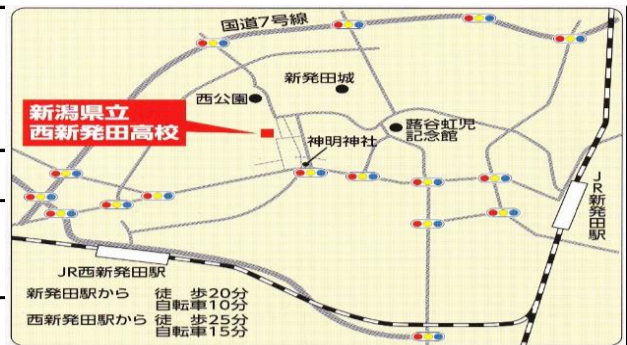 国道7号線
新発田城
西公園
新潟県立
西新発田高校
蕗谷虹児
記念館
神明神社
JR新発田駅
JR西新発田駅
新発田駅から 徒 歩20分
自転車10分
西新発田駅から 徒 歩25分
自転車15分